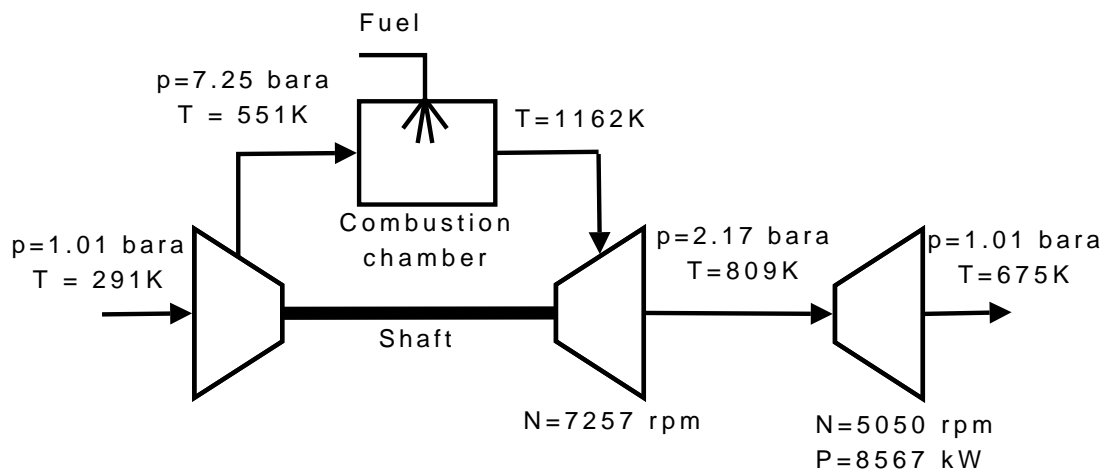 Fuel
p=7.25 bara
T = 551K
T=1162K
Combustion
chamber
p=1.01 bara
T = 291K
p=2.17 bara
T=809K
p=1.01 bara
T=675K
Shaft
N=7257 rpm
N=5050 rpm
P=8567 kW